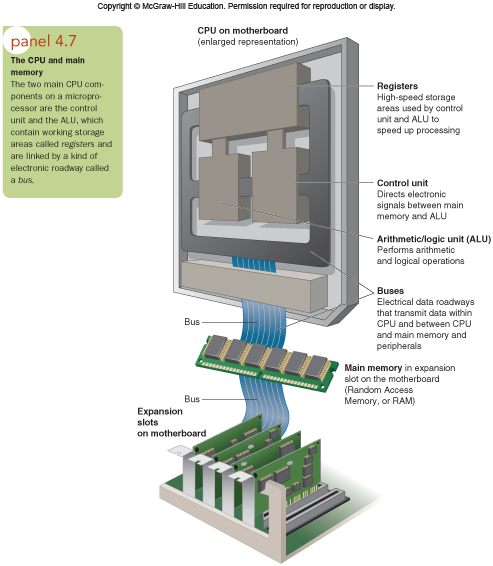 Copyright © McGraw-Hill Education. Permission required for reproduction or display.
panel 4.7
The CPU and main
memory
The two main CPU com-
ponents on a micropro-
cessor are the control
unit and the ALU, which
contain working storage
areas called registers and
are linked by a kind of
electronic roadway called
a bus.
CPU on motherboard
(enlarged representation)
Registers
High-speed storage
areas used by control
unit and ALU to
speed up processing
Control unit
Directs electronic
signals between main
memory and ALU
Arithmetic/logic unit (ALU)
Performs arithmetic
and logical operations
Buses
Electrical data roadways
that transmit data within
CPU and between CPU
and main memory and
peripherals
Bus
Main memory in expansion
slot on the motherboard
(Random Access
Memory, or RAM)
Bus
Expansion
slots
on motherboard